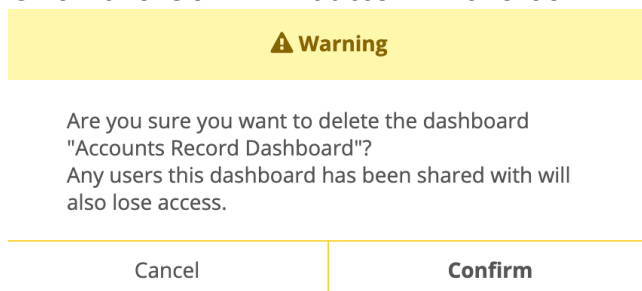 Warning
Are you sure you want to delete the dashboard
"Accounts Record Dashboard"?
Any users this dashboard has been shared with will
also lose access.
Cancel
Confirm